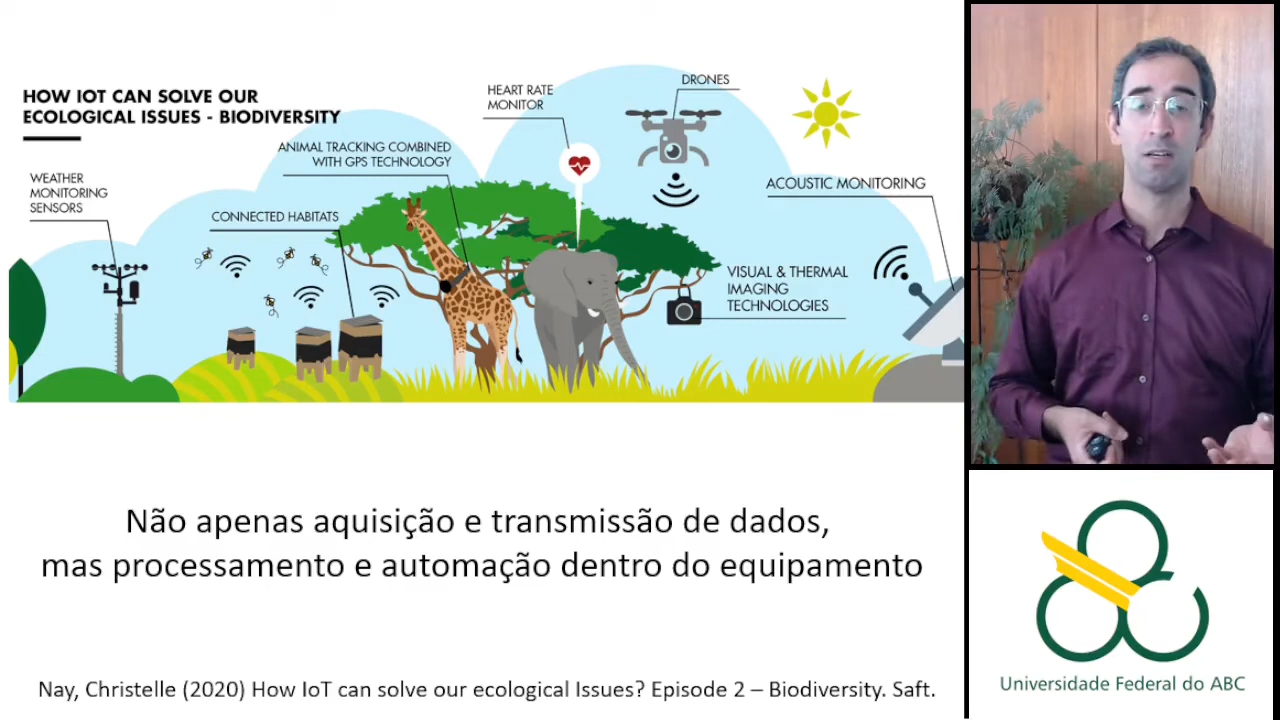 HOW IOT CAN SOLVE OUR
ECOLOGICAL ISSUES - BIODIVERSITY
WEATHER
MONITORING
SENSORS
CONNECTED HABITATS
ANIMAL TRACKING COMBINED
WITH GPS TECHNOLOGY
HEART RATE
MONITOR
DRONES
ACOUSTIC MONITORING
VISUAL & THERMAL
IMAGING
TECHNOLOGIES
Não apenas aquisição e transmissão de dados,
mas processamento e automação dentro do equipamento
Nay, Christelle (2020) How IoT can solve our ecological Issues? Episode 2 – Biodiversity. Saft.
Universidade Federal do ABC